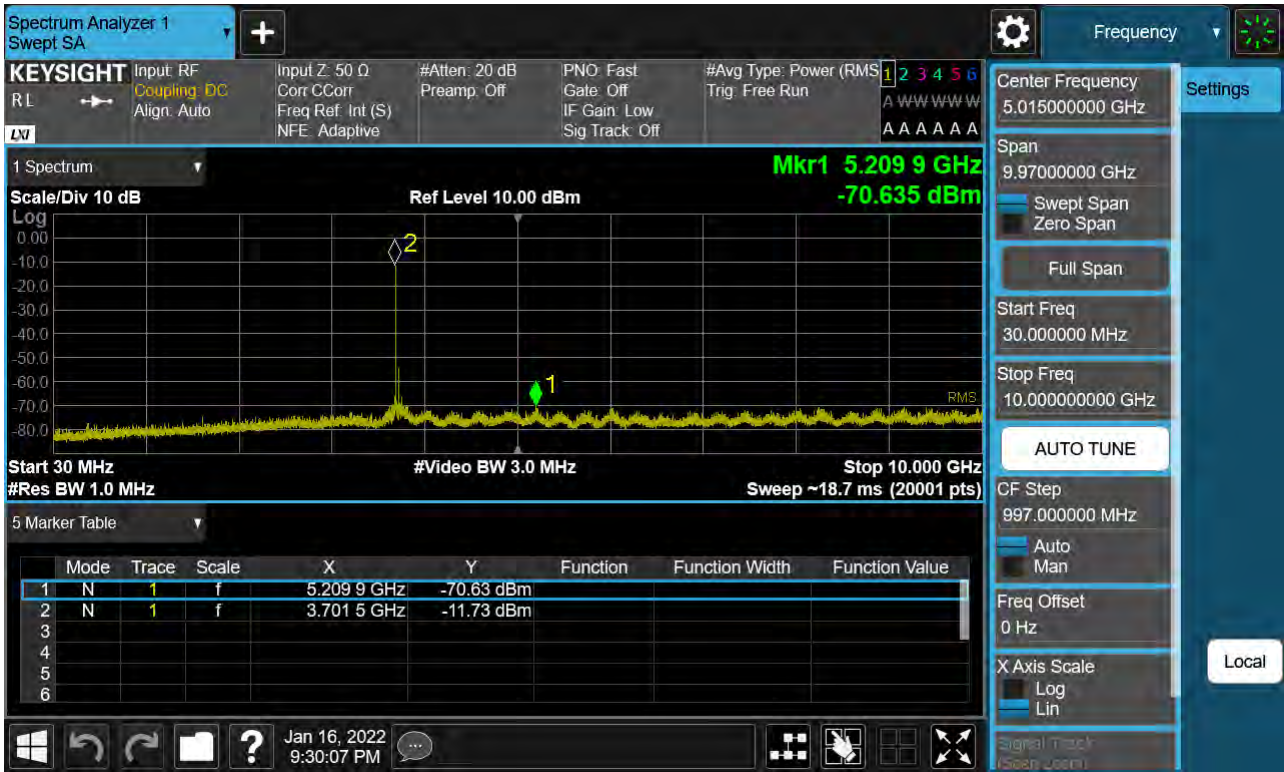 Spectrum Analyzer 1
Swept SA
+
Frequency
KEYSIGHT
RL
LXI
Input: RF
Coupling: DC
Align: Auto
Input Z: 50 Ω
Corr CCorr
Freq Ref: Int (S)
NFE: Adaptive
#Atten: 20 dB
Preamp: Off
PNO: Fast
Gate: Off
IF Gain: Low
Sig Track: Off
#Avg Type: Power (RMS
Trig: Free Run
1 2 3 4 5 6
A W W W W W
A A A A A A
1 Spectrum
Mkr1 5.209 9 GHz
Scale/Div 10 dB
Ref Level 10.00 dBm
-70.635 dBm
Log
0.00
-10.0
-20.0
-30.0
-40.0
-50.0
-60.0
-70.0
-80.0
2
1
RMS
Start 30 MHz
#Video BW 3.0 MHz
Stop 10.000 GHz
#Res BW 1.0 MHz
Sweep ~18.7 ms (20001 pts)
5 Marker Table
Mode Trace Scale X Y Function Function Width Function Value
1 N 1 f 5.209 9 GHz -70.63 dBm
2 N 1 f 3.701 5 GHz -11.73 dBm
3
4
5
6
Center Frequency
5.015000000 GHz
Span
9.97000000 GHz
Swept Span
Zero Span
Full Span
Start Freq
30.000000 MHz
Stop Freq
10.000000000 GHz
AUTO TUNE
CF Step
997.000000 MHz
Auto
Man
Freq Offset
0 Hz
X Axis Scale
Log
Lin
Signal Track
(Span Zoom)
Settings
Local
?
Jan 16, 2022
9:30:07 PM